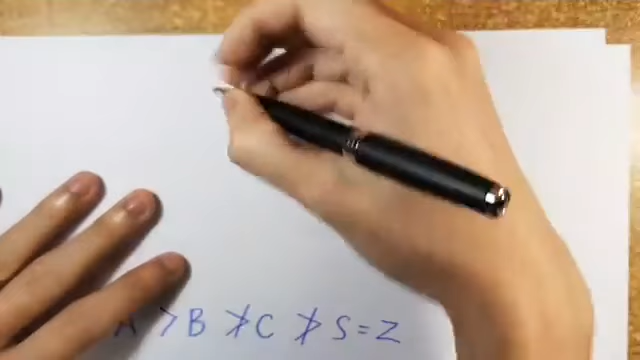 A > B ≯ C ≯ S = Z